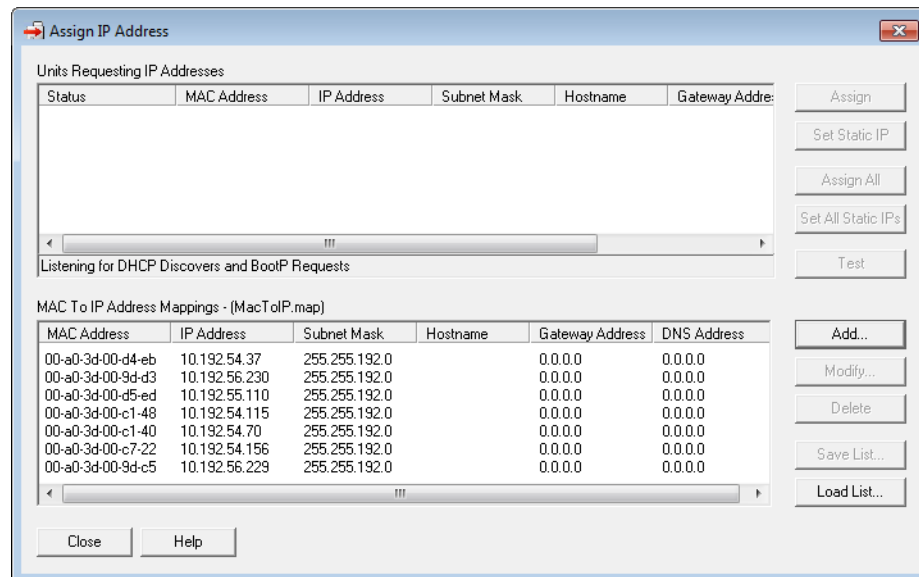 Assign IP Address
Units Requesting IP Addresses
Status MAC Address IP Address Subnet Mask Hostname Gateway Addre:
Assign
Set Static IP
Assign All
Set All Static IPs
Listening for DHCP Discovers and BootP Requests
Test
MAC To IP Address Mappings - (MacToIP.map)
MAC Address IP Address Subnet Mask Hostname Gateway Address DNS Address
00-a0-3d-00-d4-eb 10.192.54.37 255.255.192.0 0.0.0.0 0.0.0.0
00-a0-3d-00-9d-d3 10.192.56.230 255.255.192.0 0.0.0.0 0.0.0.0
00-a0-3d-00-d5-ed 10.192.55.110 255.255.192.0 0.0.0.0 0.0.0.0
00-a0-3d-00-c1-48 10.192.54.115 255.255.192.0 0.0.0.0 0.0.0.0
00-a0-3d-00-c1-40 10.192.54.70 255.255.192.0 0.0.0.0 0.0.0.0
00-a0-3d-00-c7-22 10.192.54.156 255.255.192.0 0.0.0.0 0.0.0.0
00-a0-3d-00-9d-c5 10.192.56.229 255.255.192.0 0.0.0.0 0.0.0.0
Add...
Modify...
Delete
Save List...
Load List...
Close Help